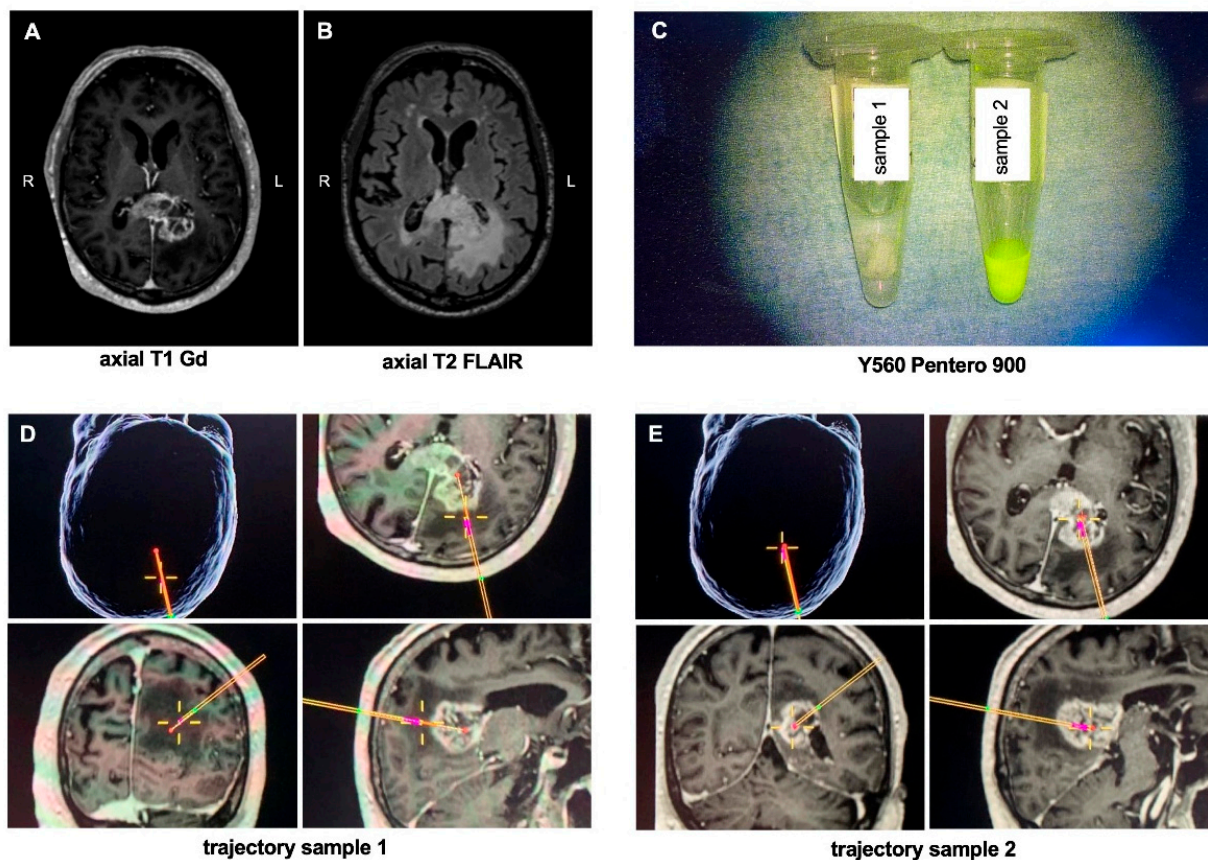 A
B
C
R
L
R
L
sample 1
sample 2
axial T1 Gd
axial T2 FLAIR
Y560 Pentero 900
D
E
trajectory sample 1
trajectory sample 2